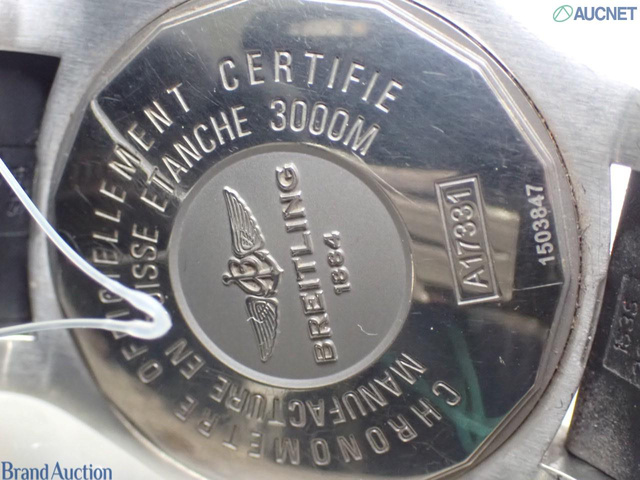 AUCNET
CHRONOMETRE OFFICIELLEMENT CERTIFIE
MANUFACTURE EN SUISSE ETANCHE 3000M
BREITLING
1884
A17331
1503847
Brand Auction